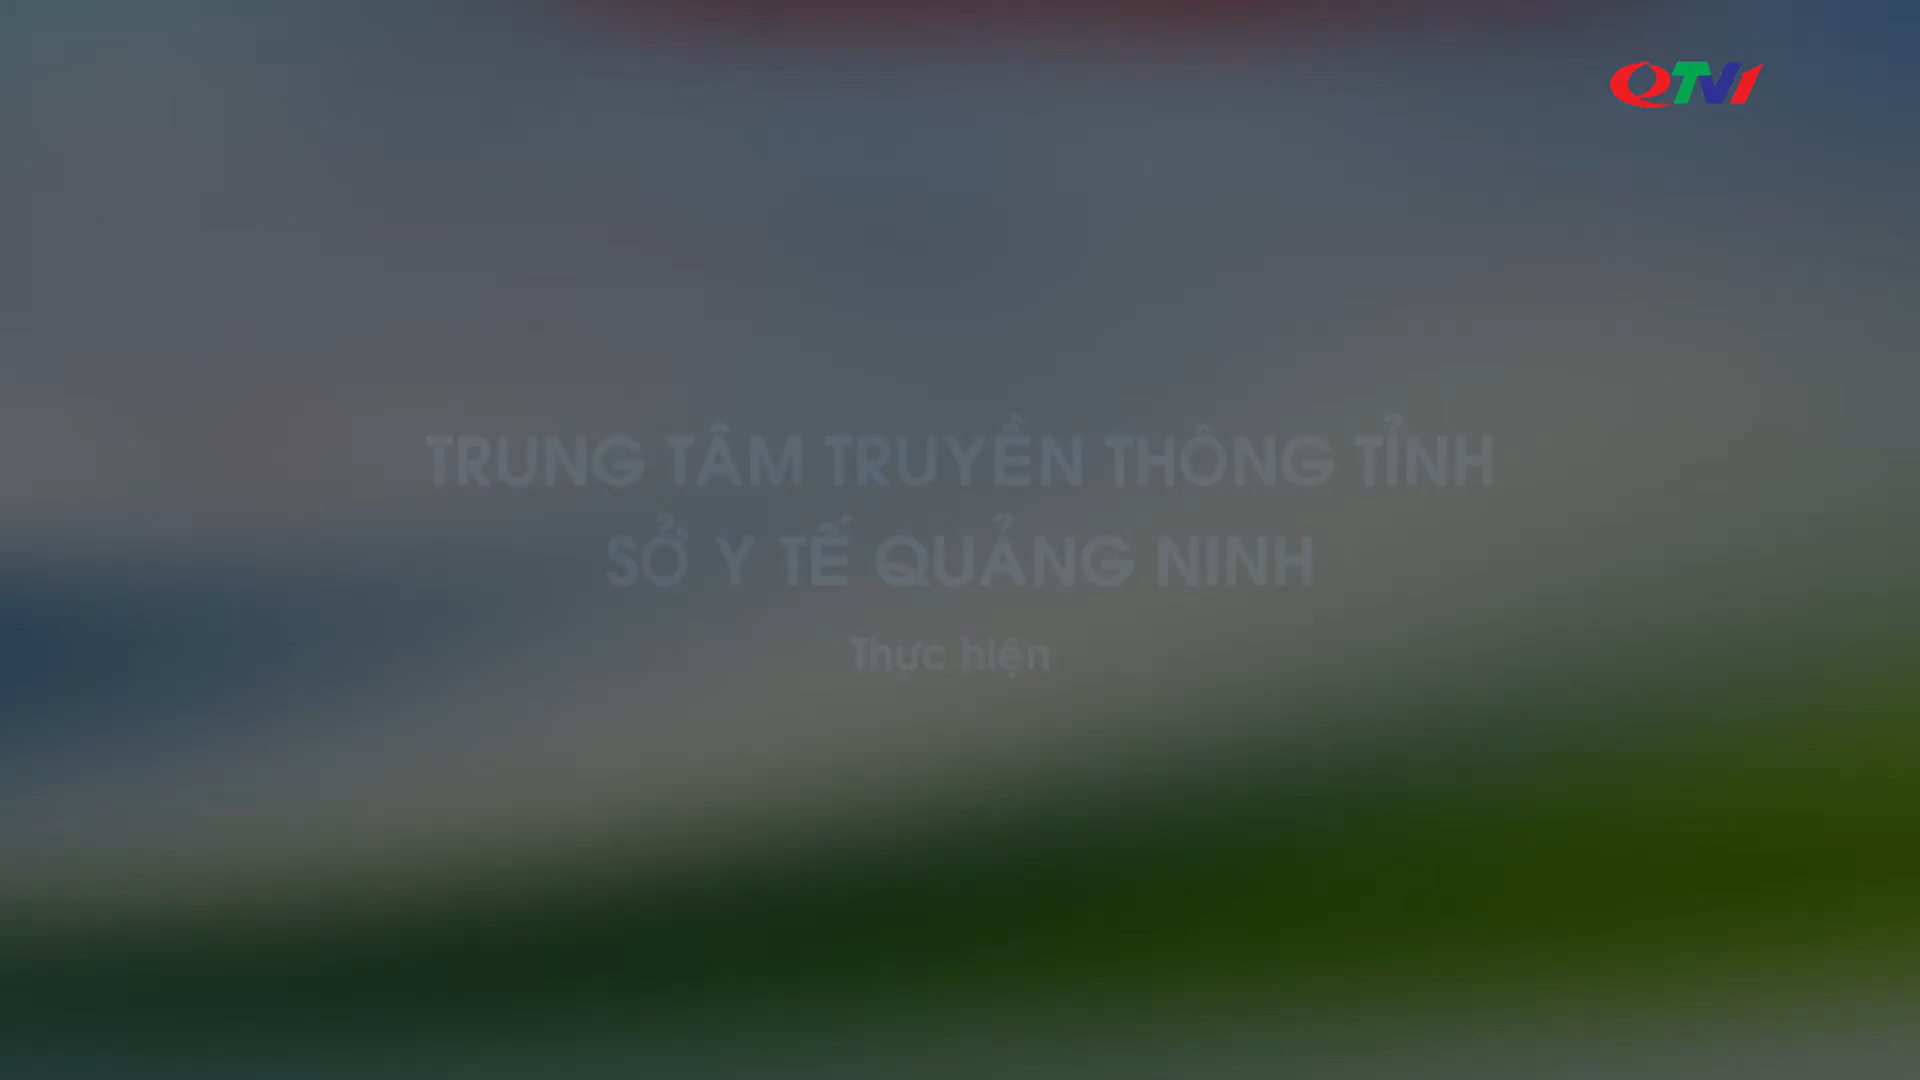 QTV1
TRUNG TÂM TRUYỀN THÔNG TỈNH
SỞ Y TẾ QUẢNG NINH
Thực hiện